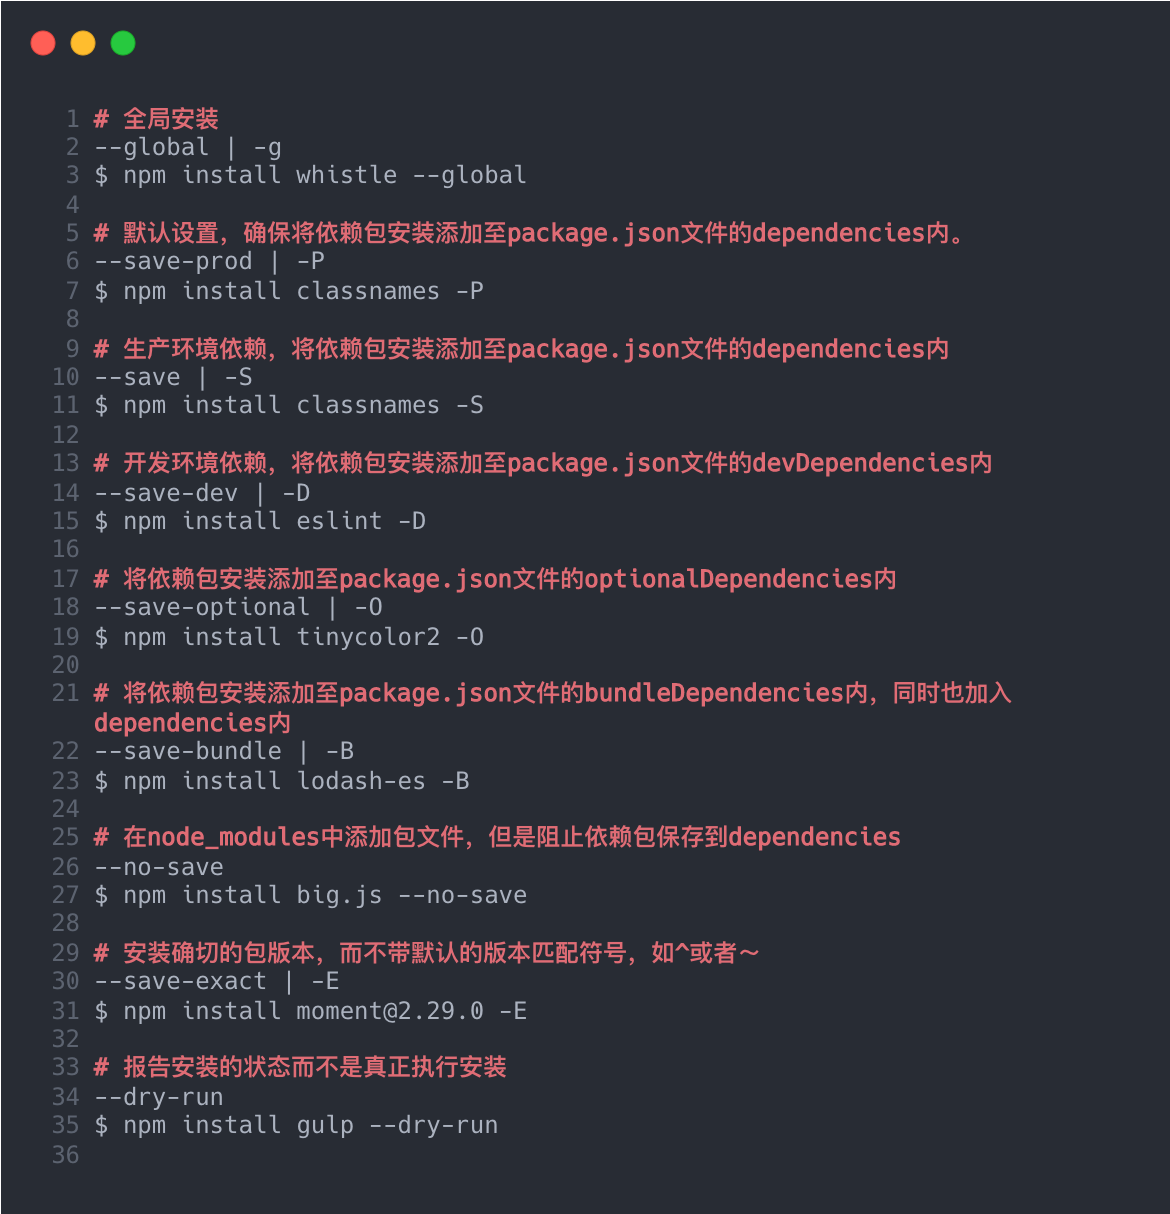 1 # 全局安装
2 --global | -g
3 $ npm install whistle --global
4
5 # 默认设置，确保将依赖包安装添加至package.json文件的dependencies内。
6 --save-prod | -P
7 $ npm install classnames -P
8
9 # 生产环境依赖，将依赖包安装添加至package.json文件的dependencies内
10 --save | -S
11 $ npm install classnames -S
12
13 # 开发环境依赖，将依赖包安装添加至package.json文件的devDependencies内
14 --save-dev | -D
15 $ npm install eslint -D
16
17 # 将依赖包安装添加至package.json文件的optionalDependencies内
18 --save-optional | -O
19 $ npm install tinycolor2 -O
20
21 # 将依赖包安装添加至package.json文件的bundleDependencies内，同时也加入
dependencies内
22 --save-bundle | -B
23 $ npm install lodash-es -B
24
25 # 在node_modules中添加包文件，但是阻止依赖包保存到dependencies
26 --no-save
27 $ npm install big.js --no-save
28
29 # 安装确切的包版本，而不带默认的版本匹配符号，如^或者～
30 --save-exact | -E
31 $ npm install moment@2.29.0 -E
32
33 # 报告安装的状态而不是真正执行安装
34 --dry-run
35 $ npm install gulp --dry-run
36